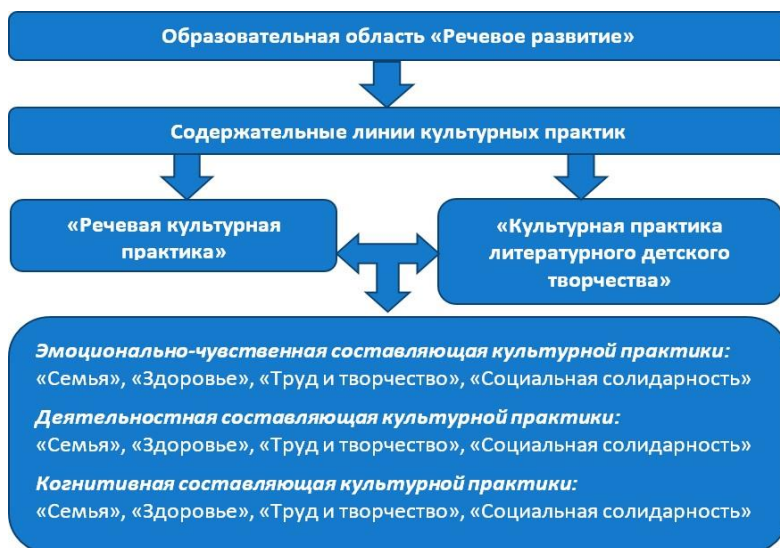 Образовательная область «Речевое развитие»
Содержательные линии культурных практик
«Речевая культурная
практика»
«Культурная практика
литературного детского
творчества»
Эмоционально-чувственная составляющая культурной практики:
«Семья», «Здоровье», «Труд и творчество», «Социальная солидарность»
Деятельностная составляющая культурной практики:
«Семья», «Здоровье», «Труд и творчество», «Социальная солидарность»
Когнитивная составляющая культурной практики:
«Семья», «Здоровье», «Труд и творчество», «Социальная солидарность»